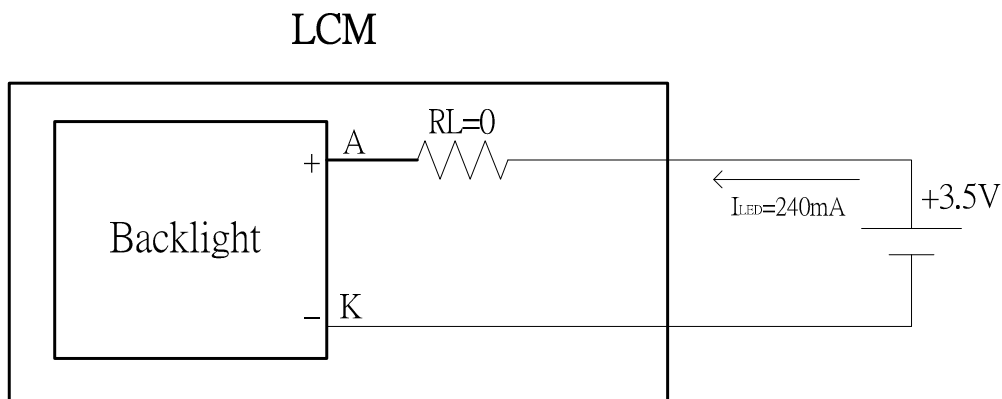 LCM
RL=0
A
+
+3.5V
ILED=240mA
Backlight
K
−